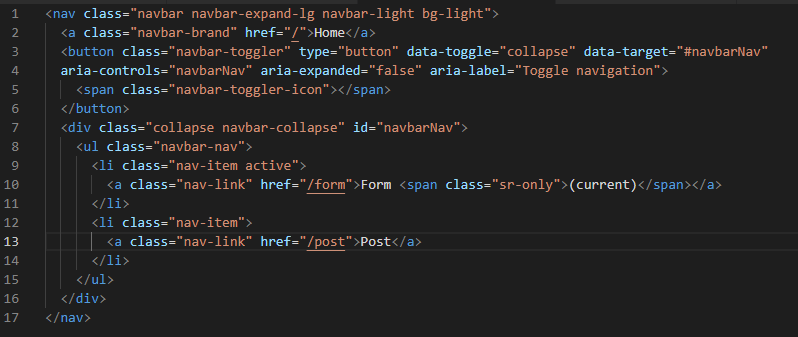 1 <nav class="navbar navbar-expand-lg navbar-light bg-light">
2 <a class="navbar-brand" href="/">Home</a>
3 <button class="navbar-toggler" type="button" data-toggle="collapse" data-target="#navbarNav"
4 aria-controls="navbarNav" aria-expanded="false" aria-label="Toggle navigation">
5 <span class="navbar-toggler-icon"></span>
6 </button>
7 <div class="collapse navbar-collapse" id="navbarNav">
8 <ul class="navbar-nav">
9 <li class="nav-item active">
10 <a class="nav-link" href="/form">Form <span class="sr-only">(current)</span></a>
11 </li>
12 <li class="nav-item">
13 <a class="nav-link" href="/post">Post</a>
14 </li>
15 </ul>
16 </div>
17 </nav>